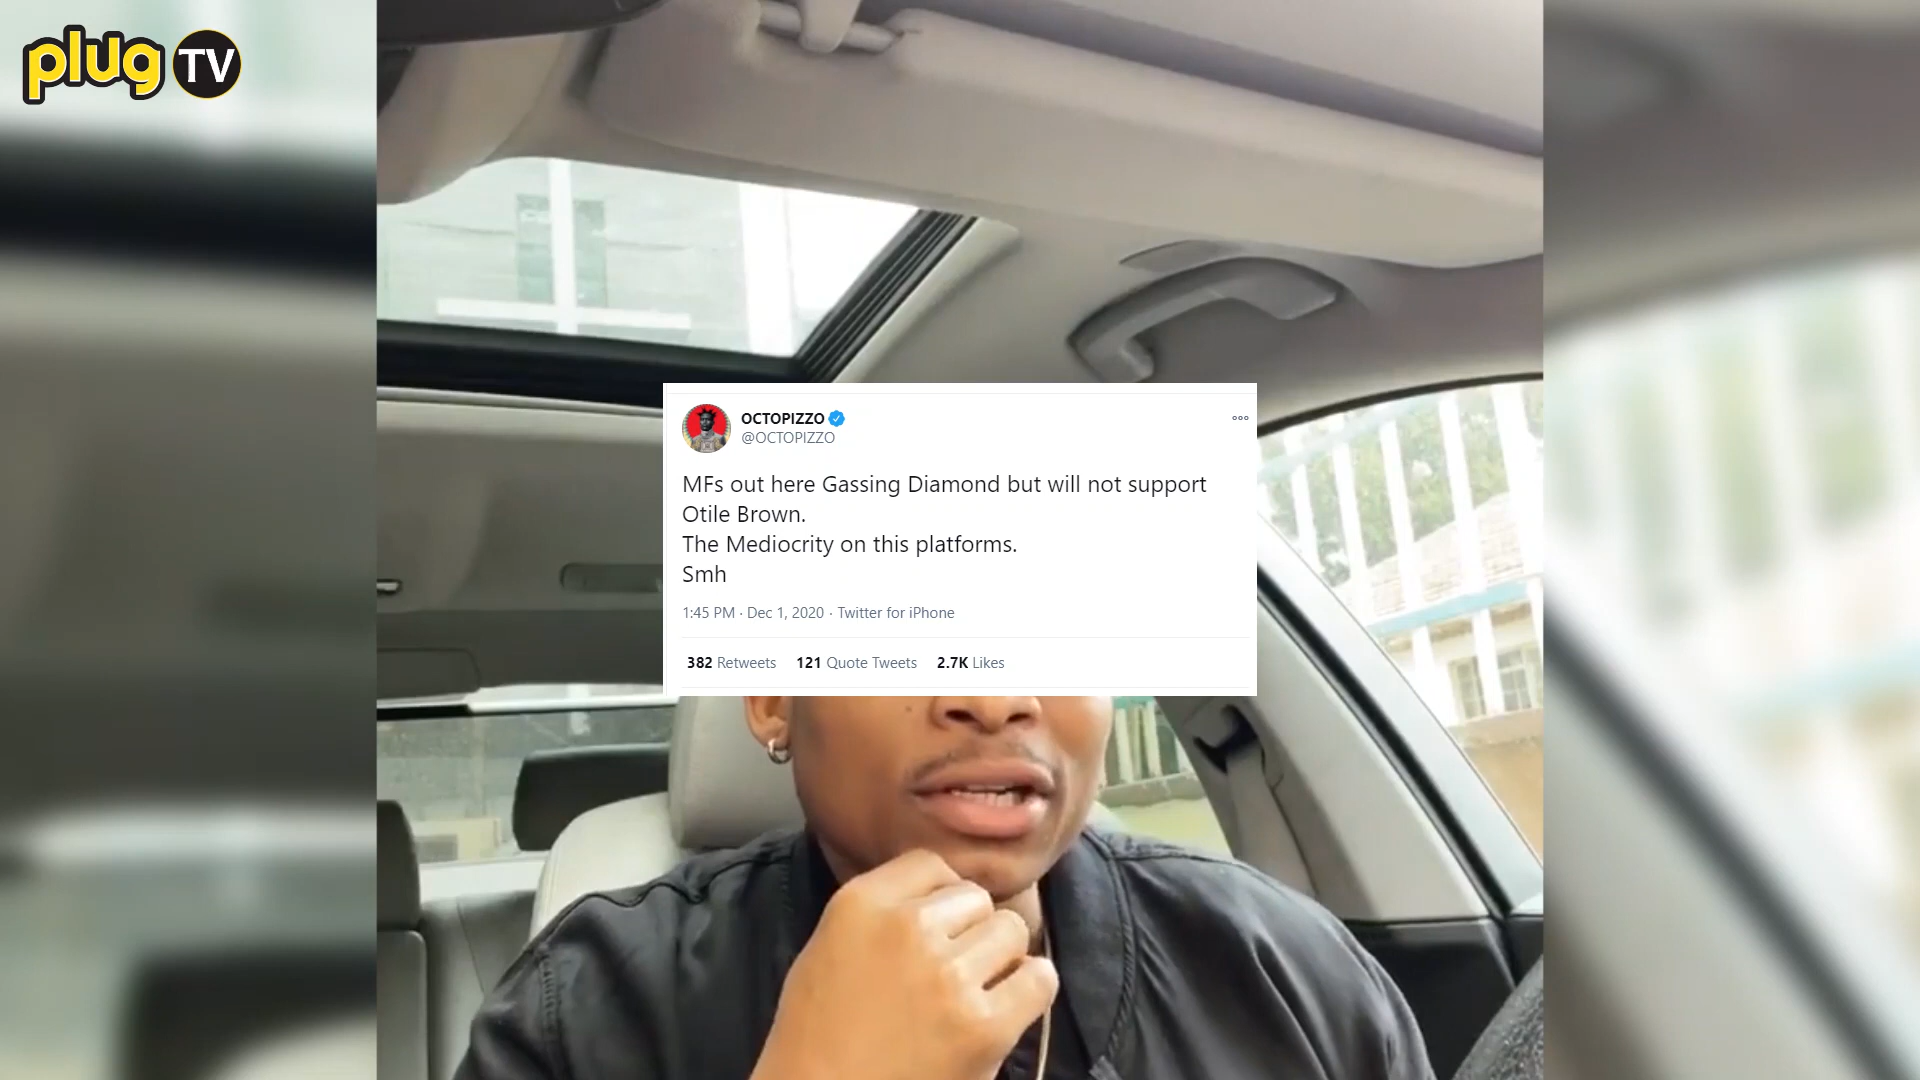 plug TV
OCTOPIZZO
@OCTOPIZZO
MFs out here Gassing Diamond but will not support
Otile Brown.
The Mediocrity on this platforms.
Smh
1:45 PM · Dec 1, 2020 · Twitter for iPhone
382 Retweets 121 Quote Tweets 2.7K Likes